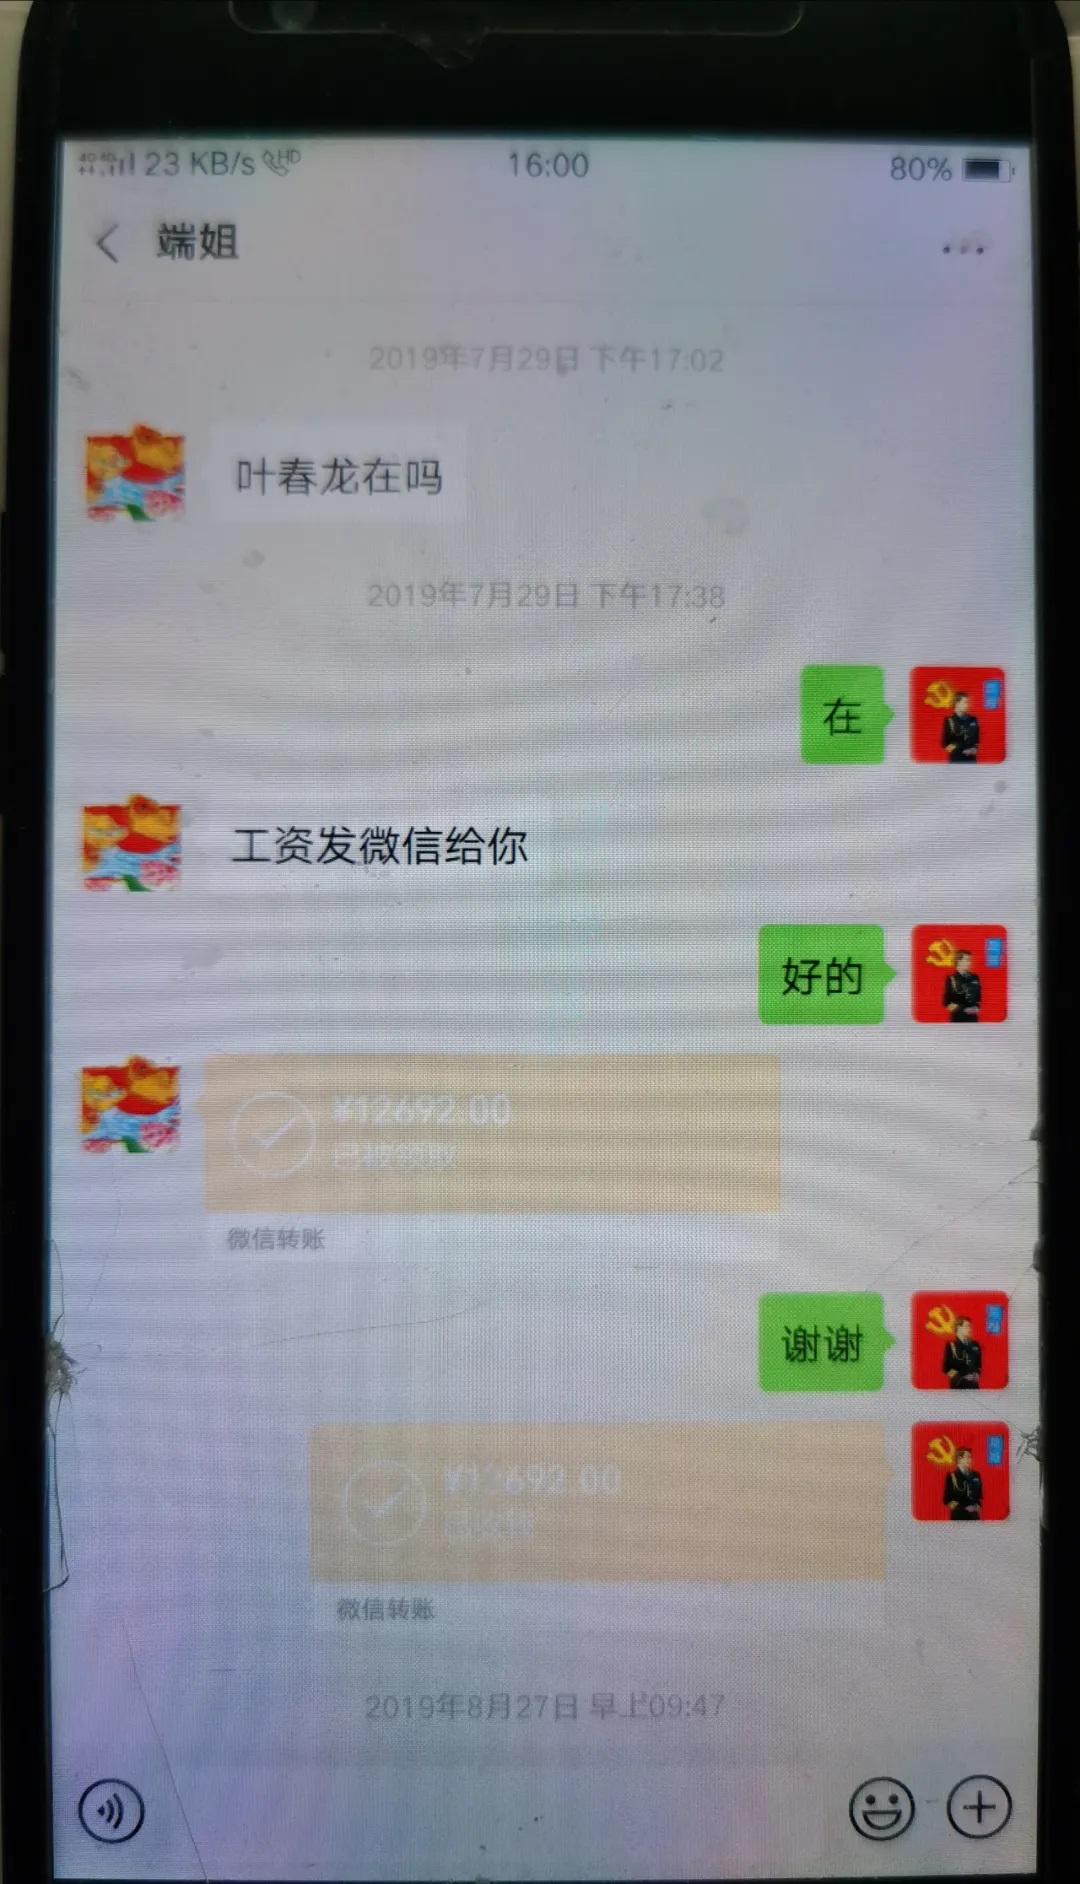 23 KB/s HD 16:00 80%
端姐
2019年7月29日 下午17:02
叶春龙在吗
2019年7月29日 下午17:38
在
工资发微信给你
好的
¥12692.00
已被领取
微信转账
谢谢
¥12692.00
微信转账
2019年8月27日 早上09:47